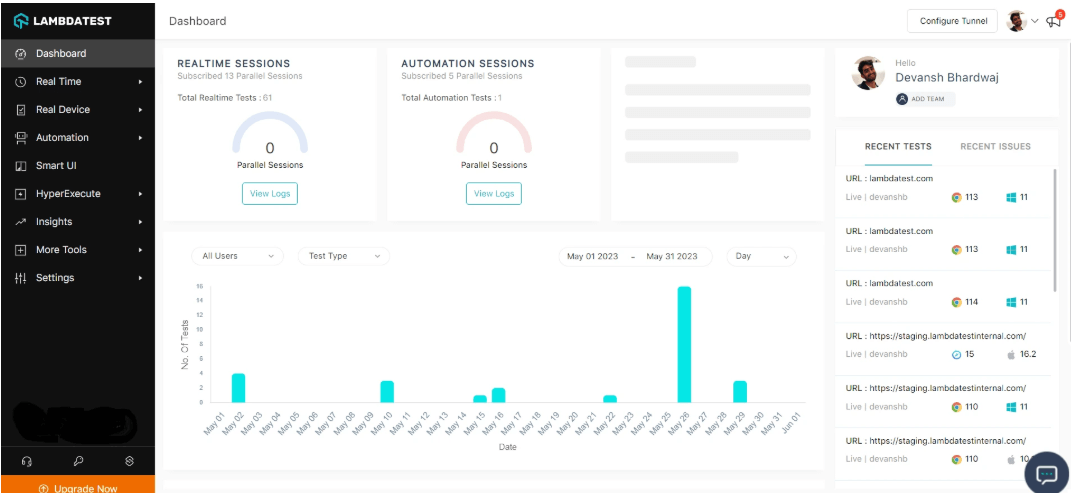 LAMBDATEST
Dashboard
Real Time
Real Device
Automation
Smart UI
HyperExecute
Insights
More Tools
Settings
Upgrade Now
Dashboard
Configure Tunnel
5
REALTIME SESSIONS
Subscribed 13 Parallel Sessions
Total Realtime Tests : 61
0
Parallel Sessions
View Logs
AUTOMATION SESSIONS
Subscribed 5 Parallel Sessions
Total Automation Tests : 1
0
Parallel Sessions
View Logs
All Users
Test Type
May 01 2023 - May 31 2023
Day
No. Of Tests
16
14
12
10
8
6
4
2
0
May 01
May 02
May 03
May 04
May 05
May 06
May 07
May 08
May 09
May 10
May 11
May 12
May 13
May 14
May 15
May 16
May 17
May 18
May 19
May 20
May 21
May 22
May 23
May 24
May 25
May 26
May 27
May 28
May 29
May 30
May 31
Jun 01
Date
Hello
Devansh Bhardwaj
ADD TEAM
RECENT TESTS RECENT ISSUES
URL : lambdatest.com
Live | devanshb 113 11
URL : lambdatest.com
Live | devanshb 113 11
URL : lambdatest.com
Live | devanshb 114 11
URL : https://staging.lambdatestinternal.com/
Live | devanshb 15 16.2
URL : https://staging.lambdatestinternal.com/
Live | devanshb 110 11
URL : https://staging.lambdatestinternal.com/
Live | devanshb 110